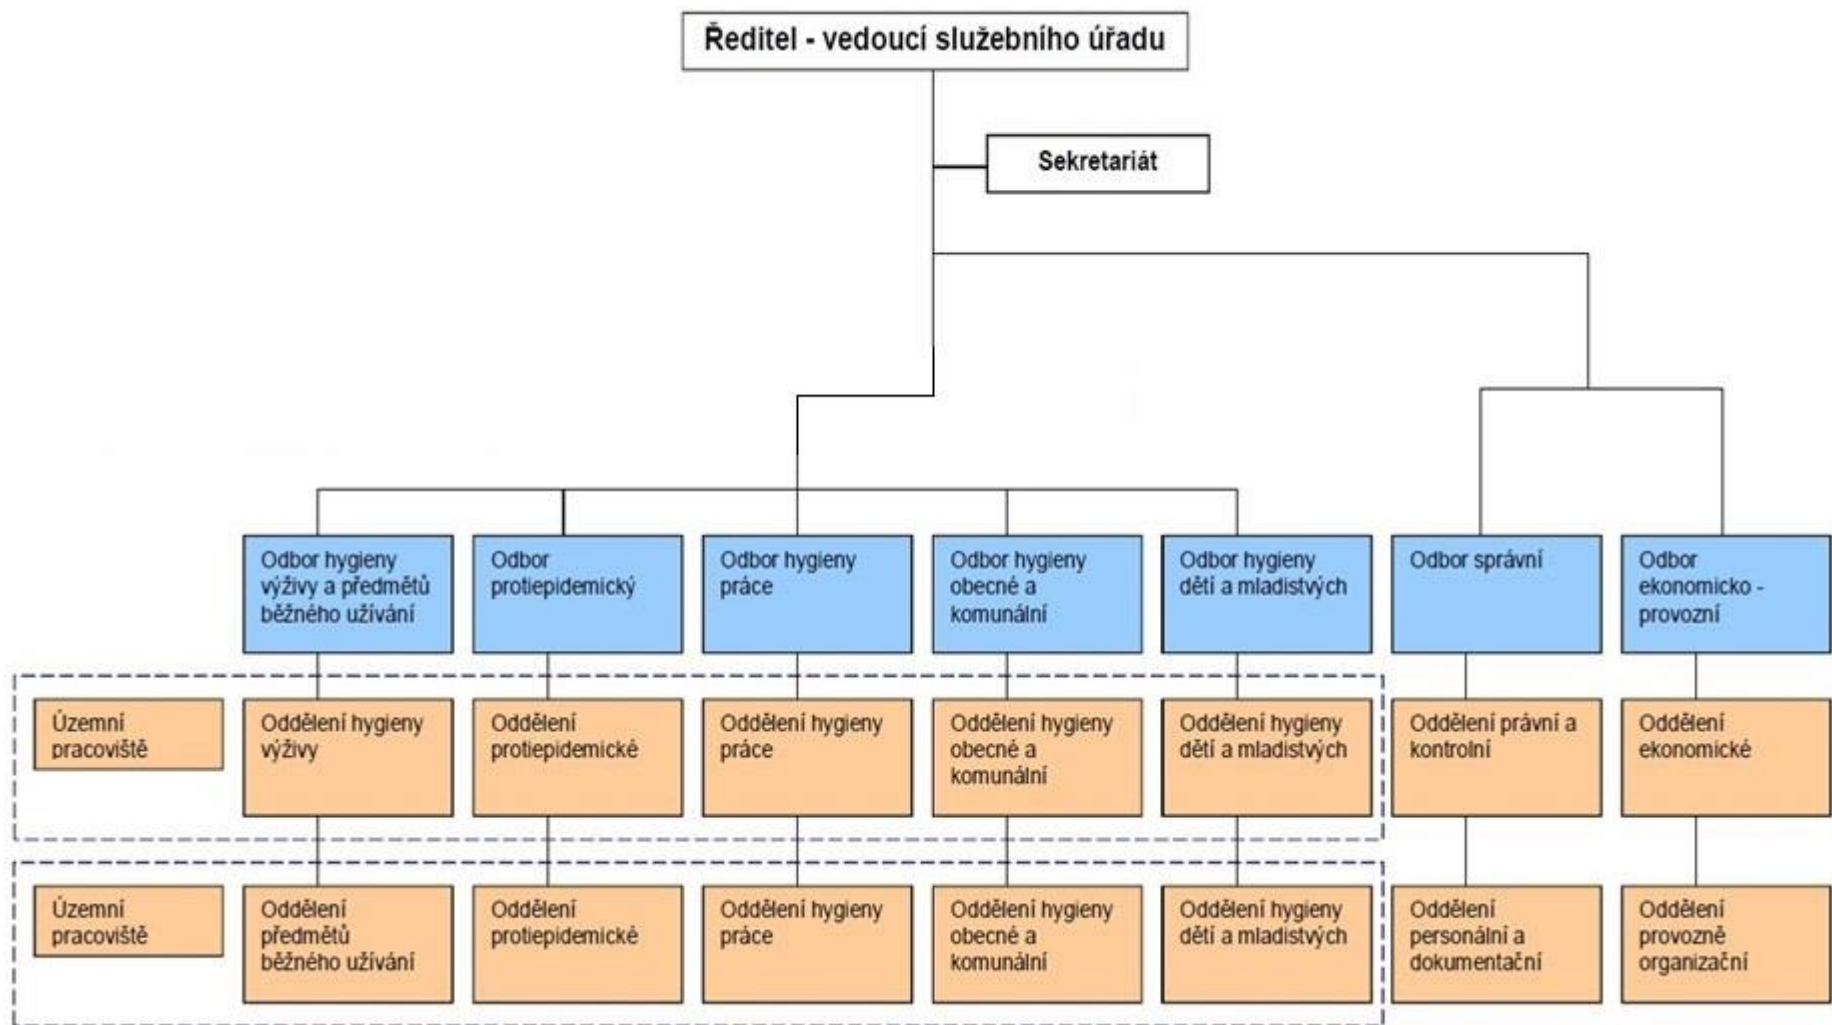 Ředitel - vedoucí služebního úřadu
Sekretariát
Odbor hygieny
výživy a předmětů
běžného užívání
Odbor
protiepidemický
Odbor hygieny
práce
Odbor hygieny
obecné a
komunální
Odbor hygieny
dětí a mladistvých
Odbor správní
Odbor
ekonomicko -
provozní
Územní
pracoviště
Oddělení hygieny
výživy
Oddělení
protiepidemické
Oddělení hygieny
práce
Oddělení hygieny
obecné a
komunální
Oddělení hygieny
dětí a mladistvých
Oddělení právní a
kontrolní
Oddělení
ekonomické
Územní
pracoviště
Oddělení
předmětů
běžného užívání
Oddělení
protiepidemické
Oddělení hygieny
práce
Oddělení hygieny
obecné a
komunální
Oddělení hygieny
dětí a mladistvých
Oddělení
personální a
dokumentační
Oddělení
provozně
organizační